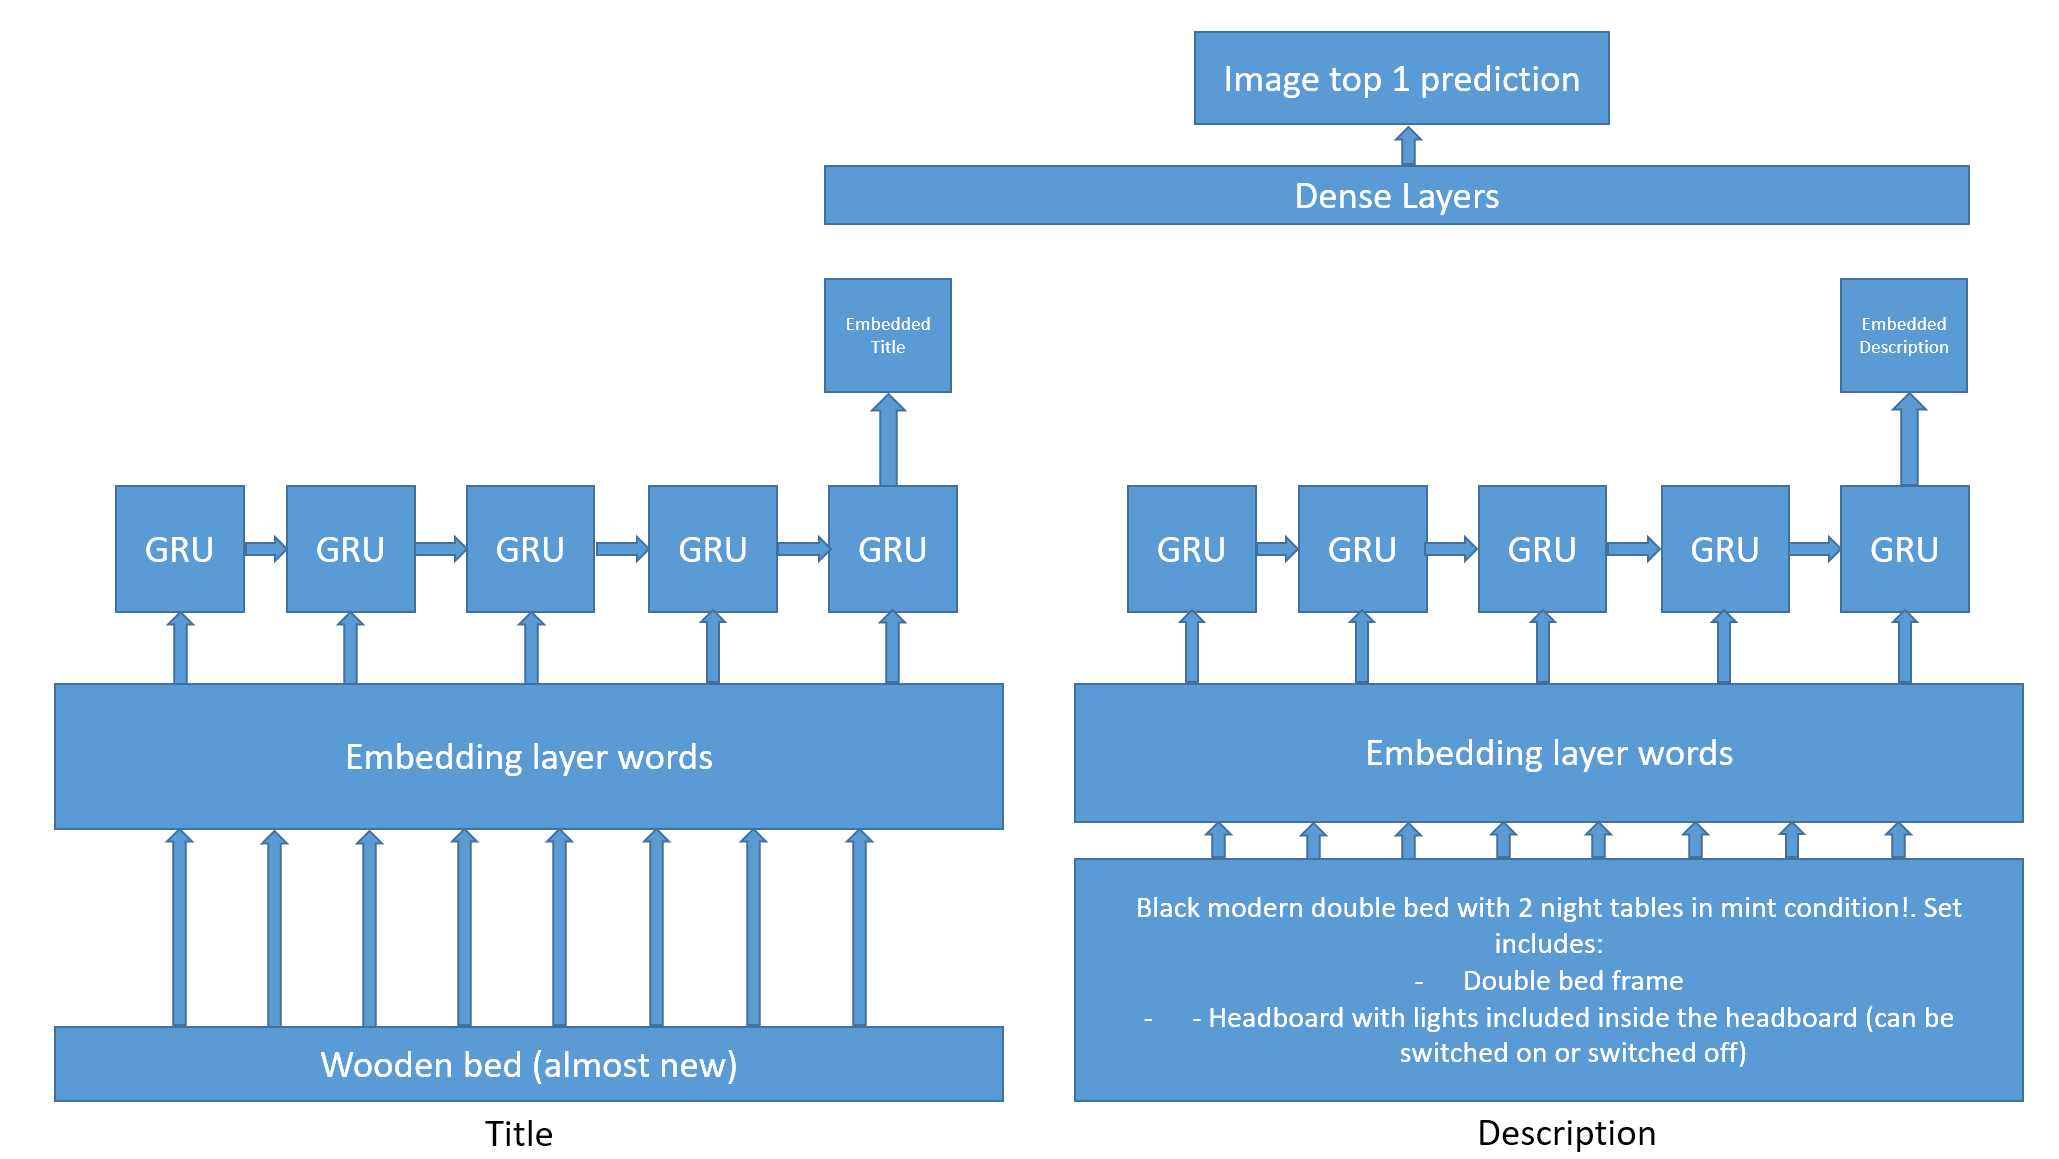 Image top 1 prediction
Dense Layers
Embedded
Title
Embedded
Description
GRU GRU GRU GRU GRU
GRU GRU GRU GRU GRU
Embedding layer words
Embedding layer words
Wooden bed (almost new)
Title
Black modern double bed with 2 night tables in mint condition!. Set
includes:
- Double bed frame
- - Headboard with lights included inside the headboard (can be
switched on or switched off)
Description